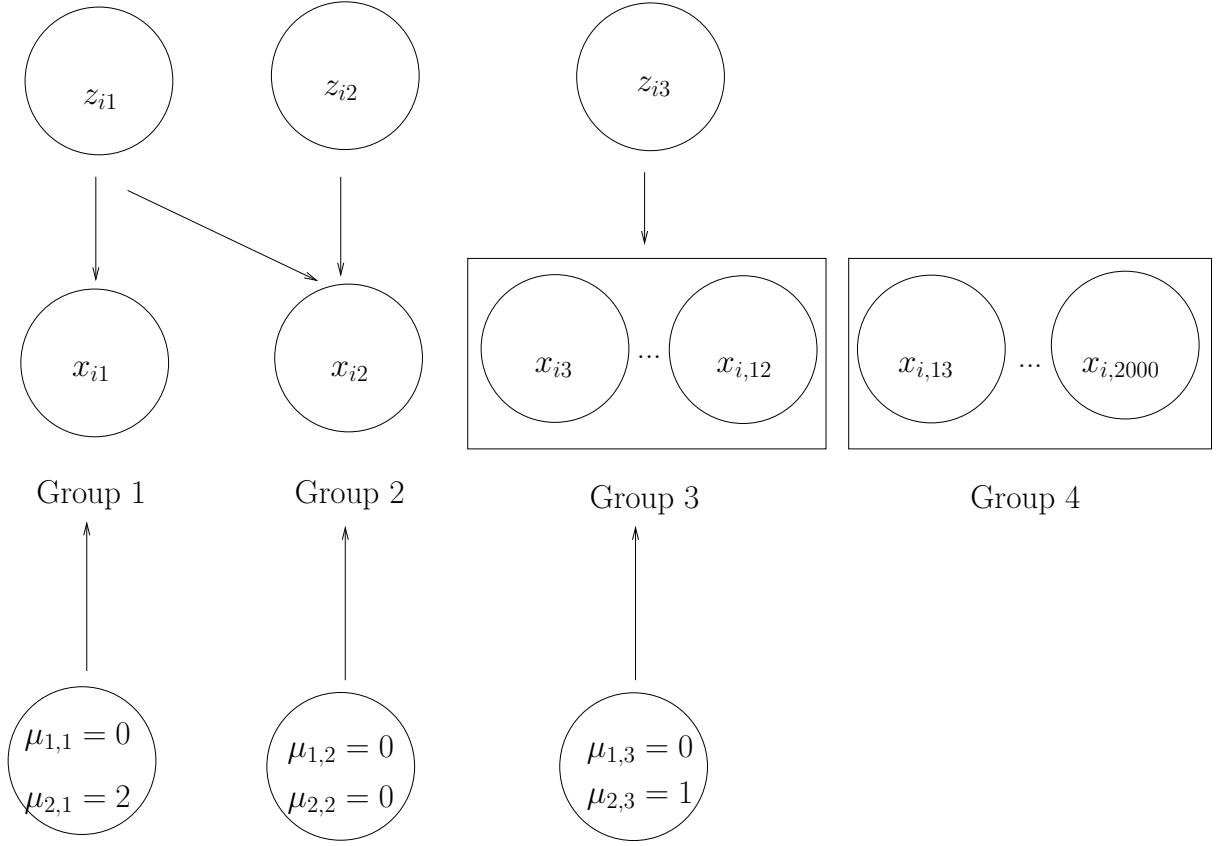 z_{i1}
z_{i2}
z_{i3}
x_{i1}
x_{i2}
x_{i3}
...
x_{i,12}
x_{i,13}
...
x_{i,2000}
Group 1
Group 2
Group 3
Group 4
μ_{1,1} = 0
μ_{2,1} = 2
μ_{1,2} = 0
μ_{2,2} = 0
μ_{1,3} = 0
μ_{2,3} = 1